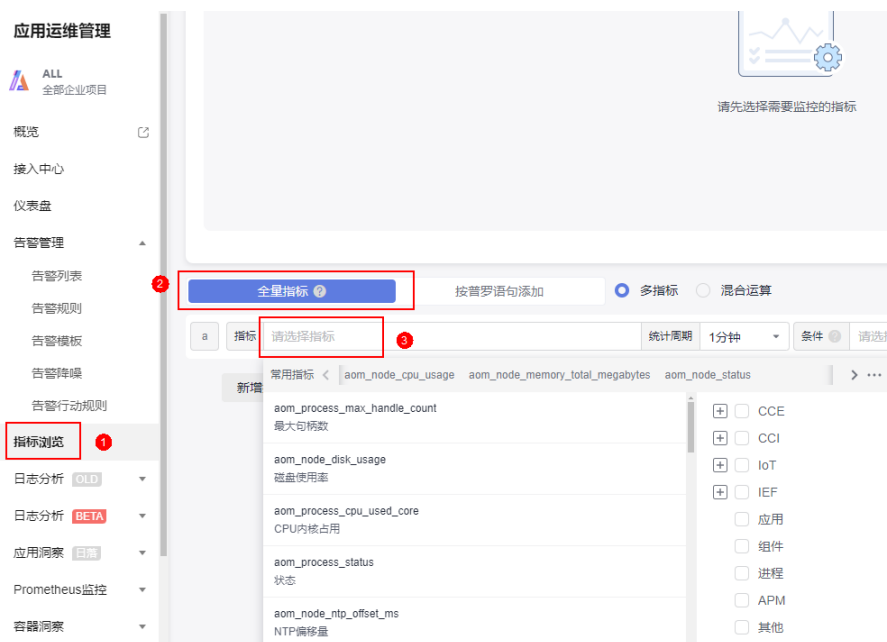 应用运维管理
ALL
全部企业项目
概览
接入中心
仪表盘
告警管理
告警列表
告警规则
告警模板
告警降噪
告警行动规则
指标浏览
1
日志分析 OLD
日志分析 BETA
应用洞察 日落
Prometheus监控
容器洞察
请先选择需要监控的指标
2
全量指标 ?
按普罗语句添加
多指标
混合运算
a
指标
请选择指标
3
统计周期
1分钟
条件 ?
新增
常用指标
aom_node_cpu_usage
aom_node_memory_total_megabytes
aom_node_status
aom_process_max_handle_count
最大句柄数
aom_node_disk_usage
磁盘使用率
aom_process_cpu_used_core
CPU内核占用
aom_process_status
状态
aom_node_ntp_offset_ms
NTP偏移量
CCE
CCI
IoT
IEF
应用
组件
进程
APM
其他